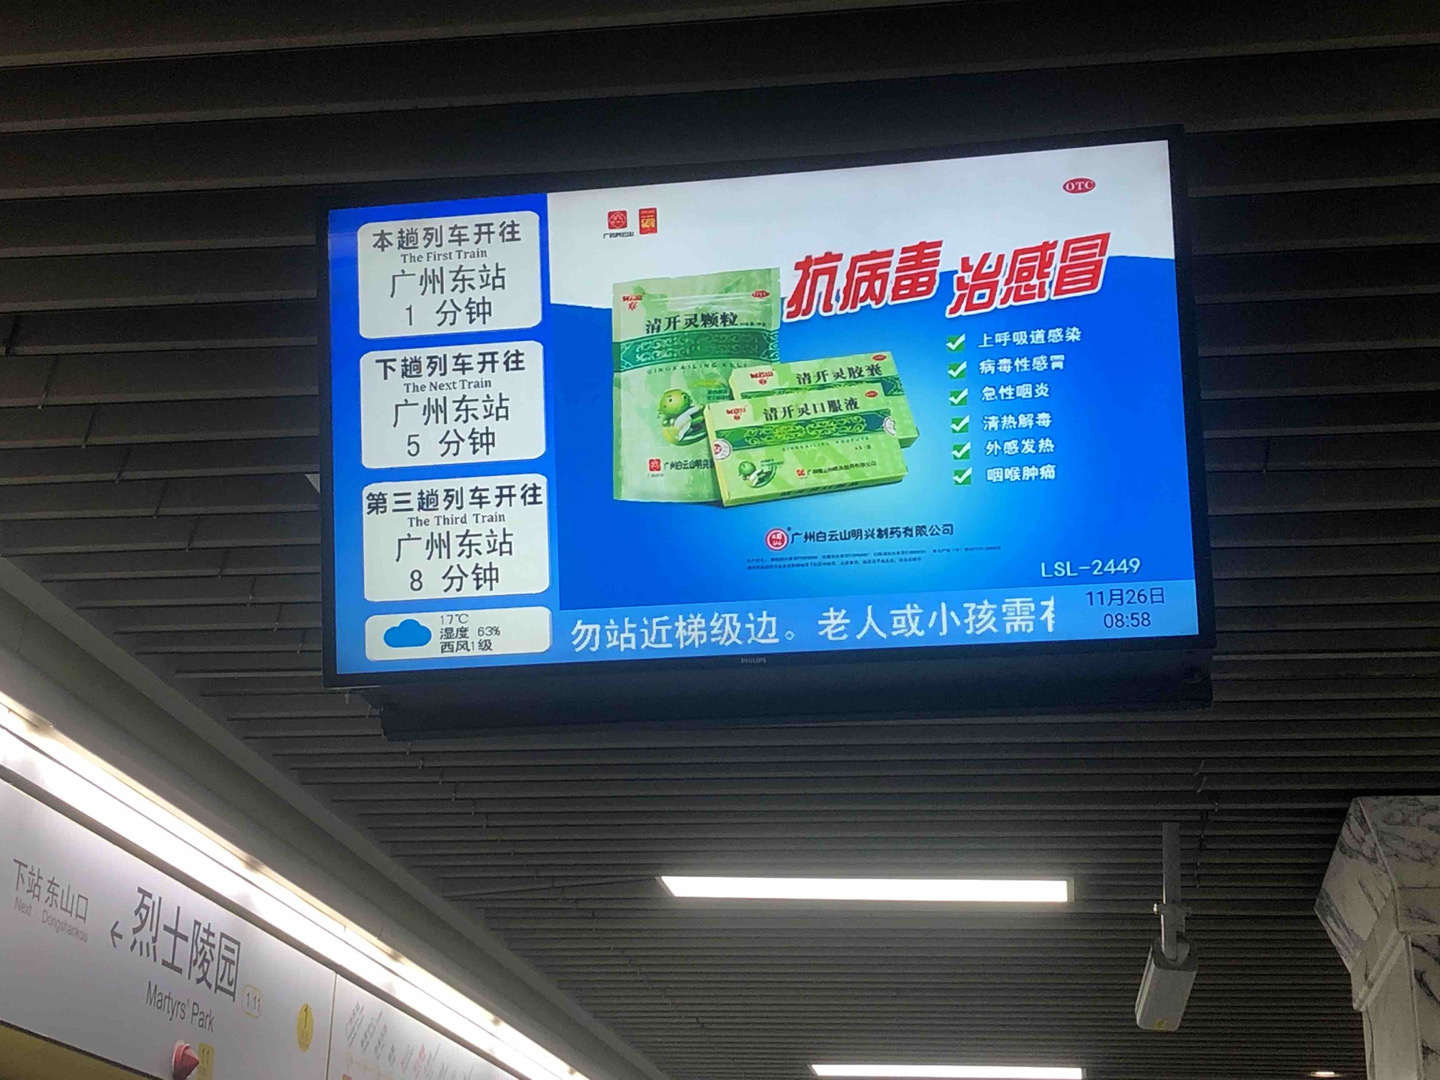 本趟列车开往
The First Train
广州东站
1 分钟
下趟列车开往
The Next Train
广州东站
5 分钟
第三趟列车开往
The Third Train
广州东站
8 分钟
17℃
湿度 63%
西风1级
OTC
抗病毒 治感冒
上呼吸道感染
病毒性感冒
急性咽炎
清热解毒
外感发热
咽喉肿痛
清开灵颗粒
QINGKAILING KELI
清开灵胶囊
清开灵口服液
广州白云山明兴制药有限公司
LSL-2449
勿站近梯级边。老人或小孩需
11月26日
08:58
PHILIPS
下站 东山口
Next Dongshankou
←
烈士陵园
Martyrs' Park
1